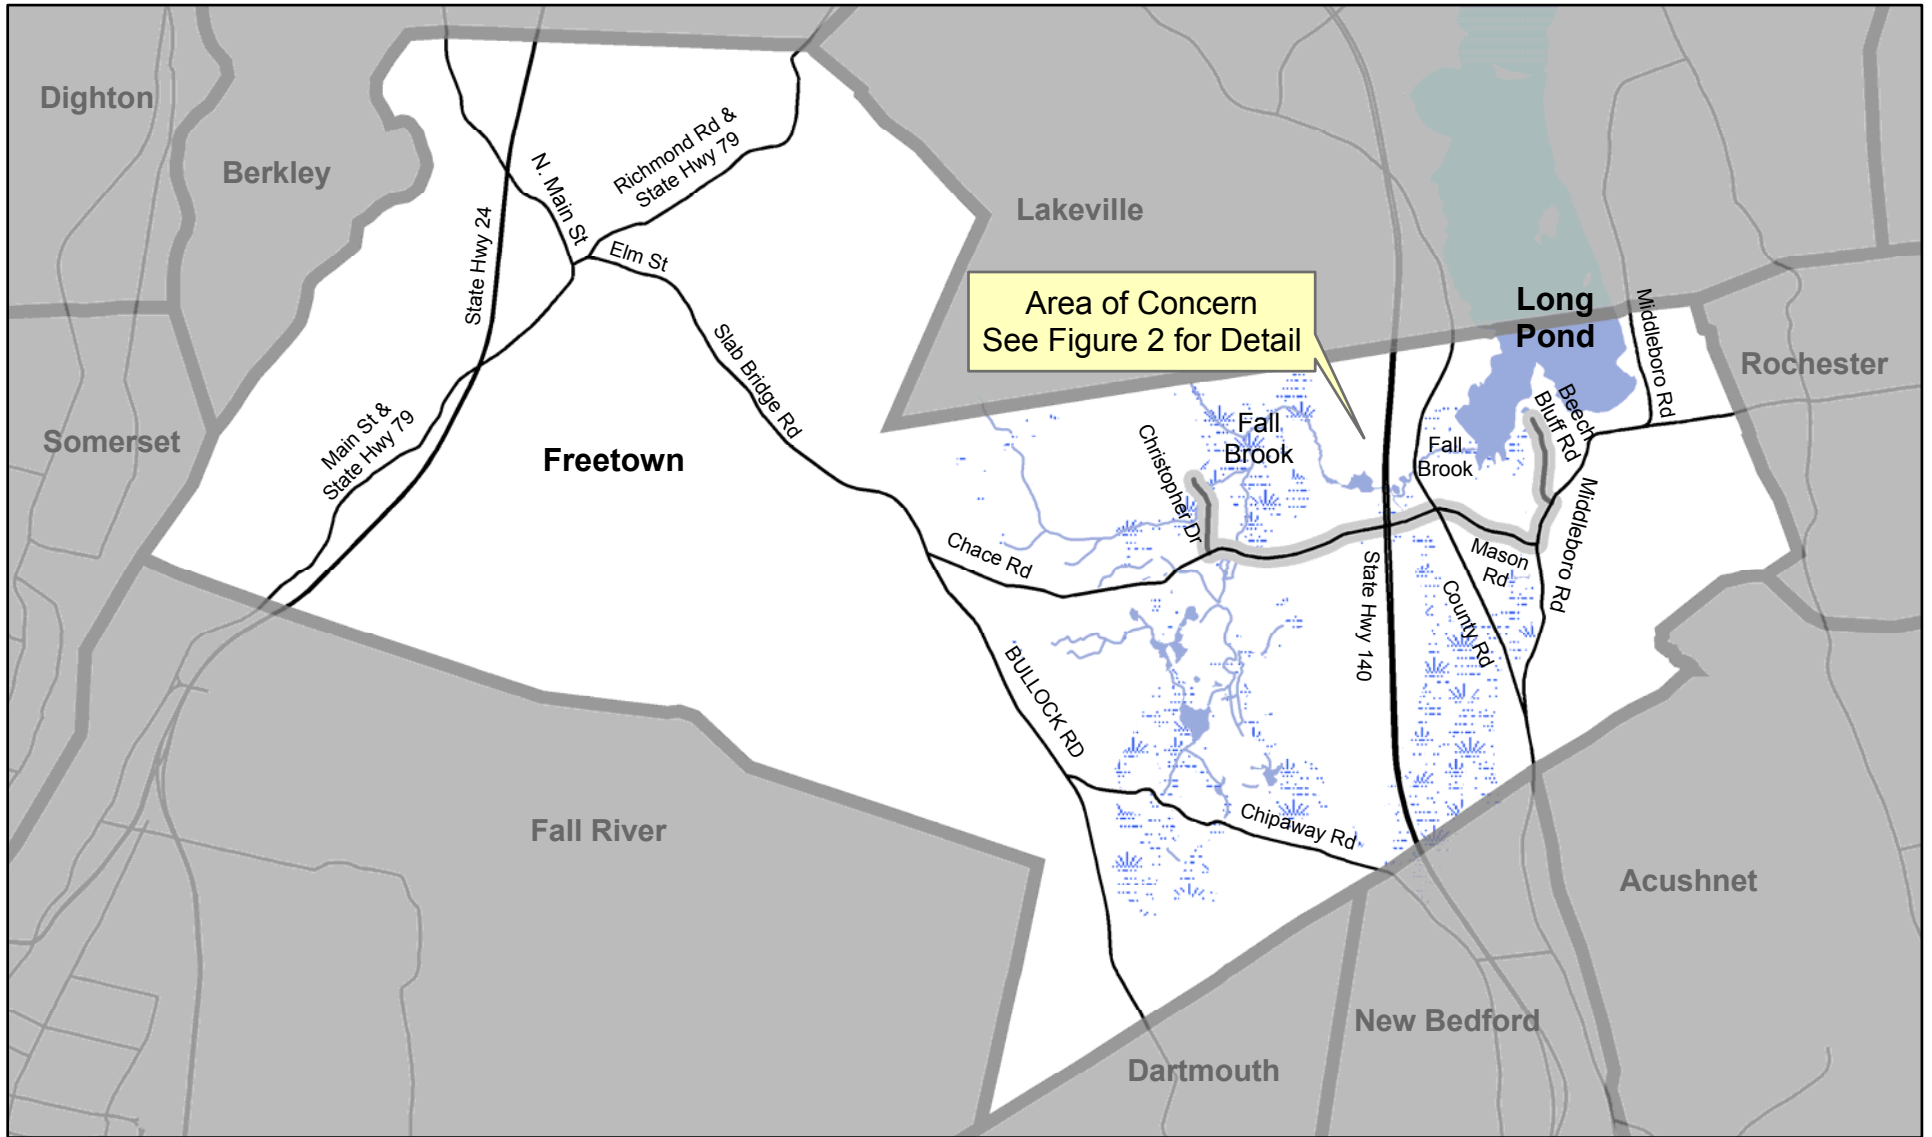 Dighton
Berkley
N. Main St
Richmond Rd &
State Hwy 79
State Hwy 24
Elm St
Lakeville
Area of Concern
See Figure 2 for Detail
Long
Pond
Middleboro Rd
Rochester
Somerset
Main St &
State Hwy 79
Slab Bridge Rd
Freetown
Christopher Dr
Fall
Brook
Fall
Brook
Beech
Bluff Rd
Middleboro Rd
Chace Rd
State Hwy 140
Mason
Rd
County Rd
BULLOCK RD
Chipaway Rd
Fall River
Acushnet
New Bedford
Dartmouth